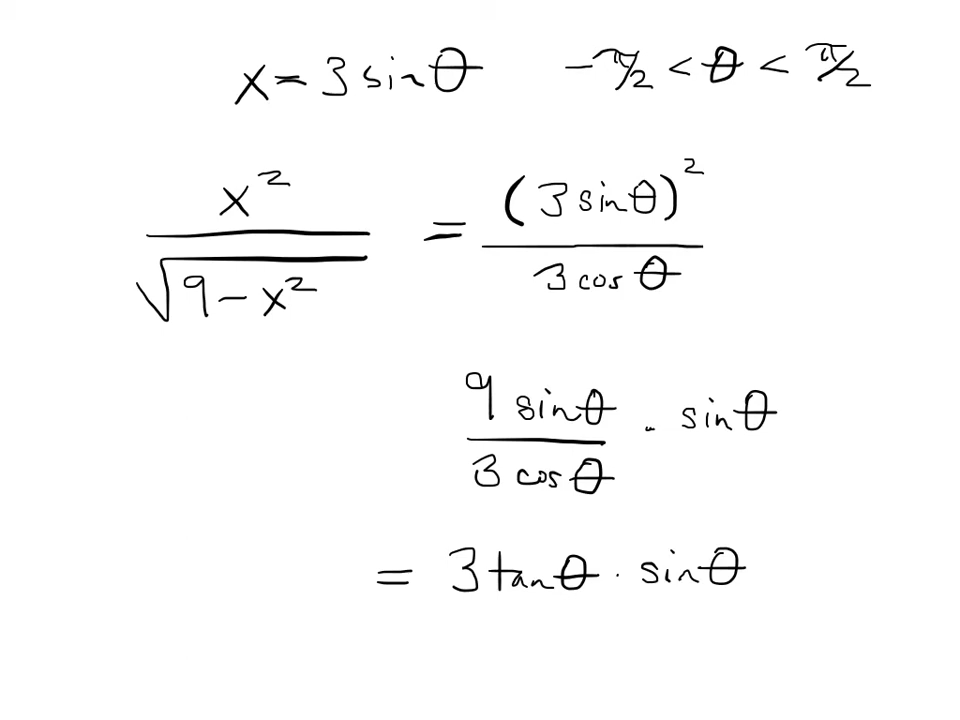 x = 3 sin θ   -π/2 < θ < π/2
x² / √(9 - x²) = (3 sin θ)² / (3 cos θ)
9 sin θ / 3 cos θ · sin θ
= 3 tan θ · sin θ